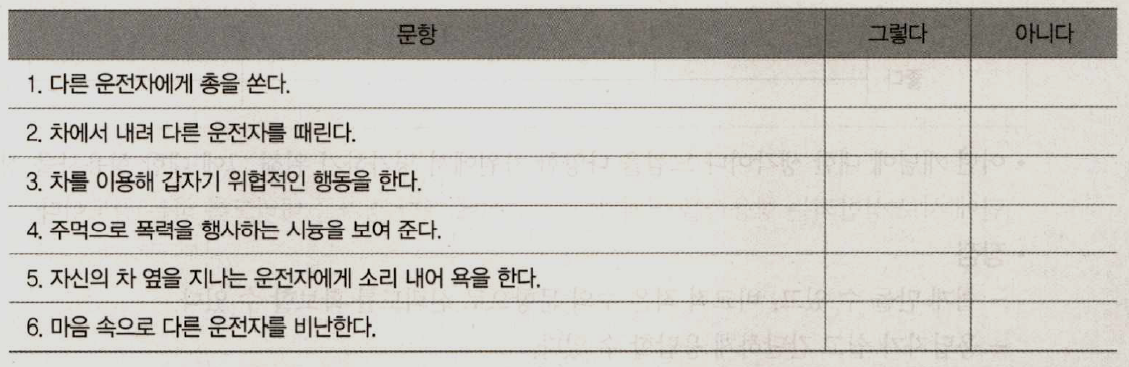 문항 그렇다 아니다
1. 다른 운전자에게 총을 쏜다.
2. 차에서 내려 다른 운전자를 때린다.
3. 차를 이용해 갑자기 위협적인 행동을 한다.
4. 주먹으로 폭력을 행사하는 시늉을 보여 준다.
5. 자신의 차 옆을 지나는 운전자에게 소리 내어 욕을 한다.
6. 마음 속으로 다른 운전자를 비난한다.